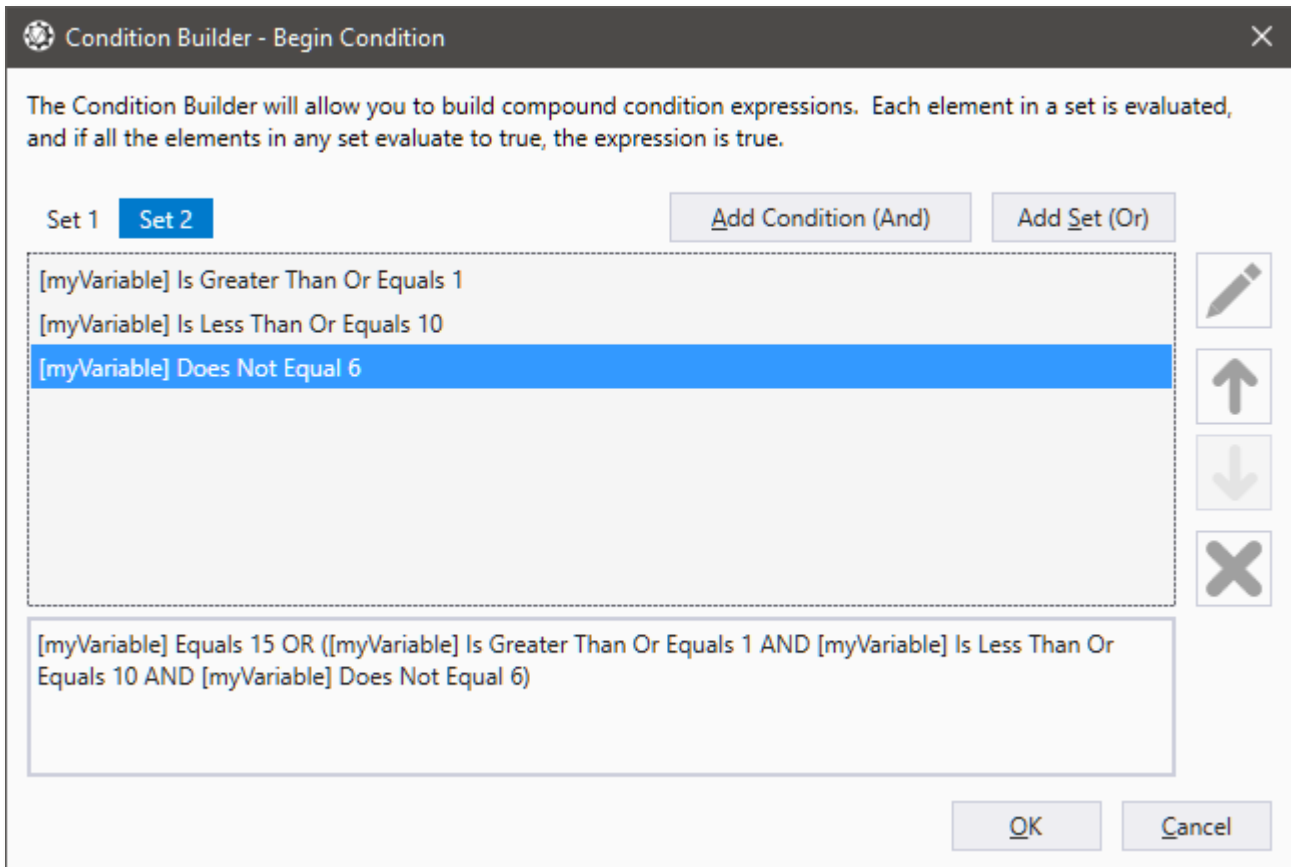 Condition Builder - Begin Condition
The Condition Builder will allow you to build compound condition expressions.  Each element in a set is evaluated,
and if all the elements in any set evaluate to true, the expression is true.
Set 1 Set 2 Add Condition (And) Add Set (Or)
[myVariable] Is Greater Than Or Equals 1
[myVariable] Is Less Than Or Equals 10
[myVariable] Does Not Equal 6
[myVariable] Equals 15 OR ([myVariable] Is Greater Than Or Equals 1 AND [myVariable] Is Less Than Or
Equals 10 AND [myVariable] Does Not Equal 6)
OK Cancel